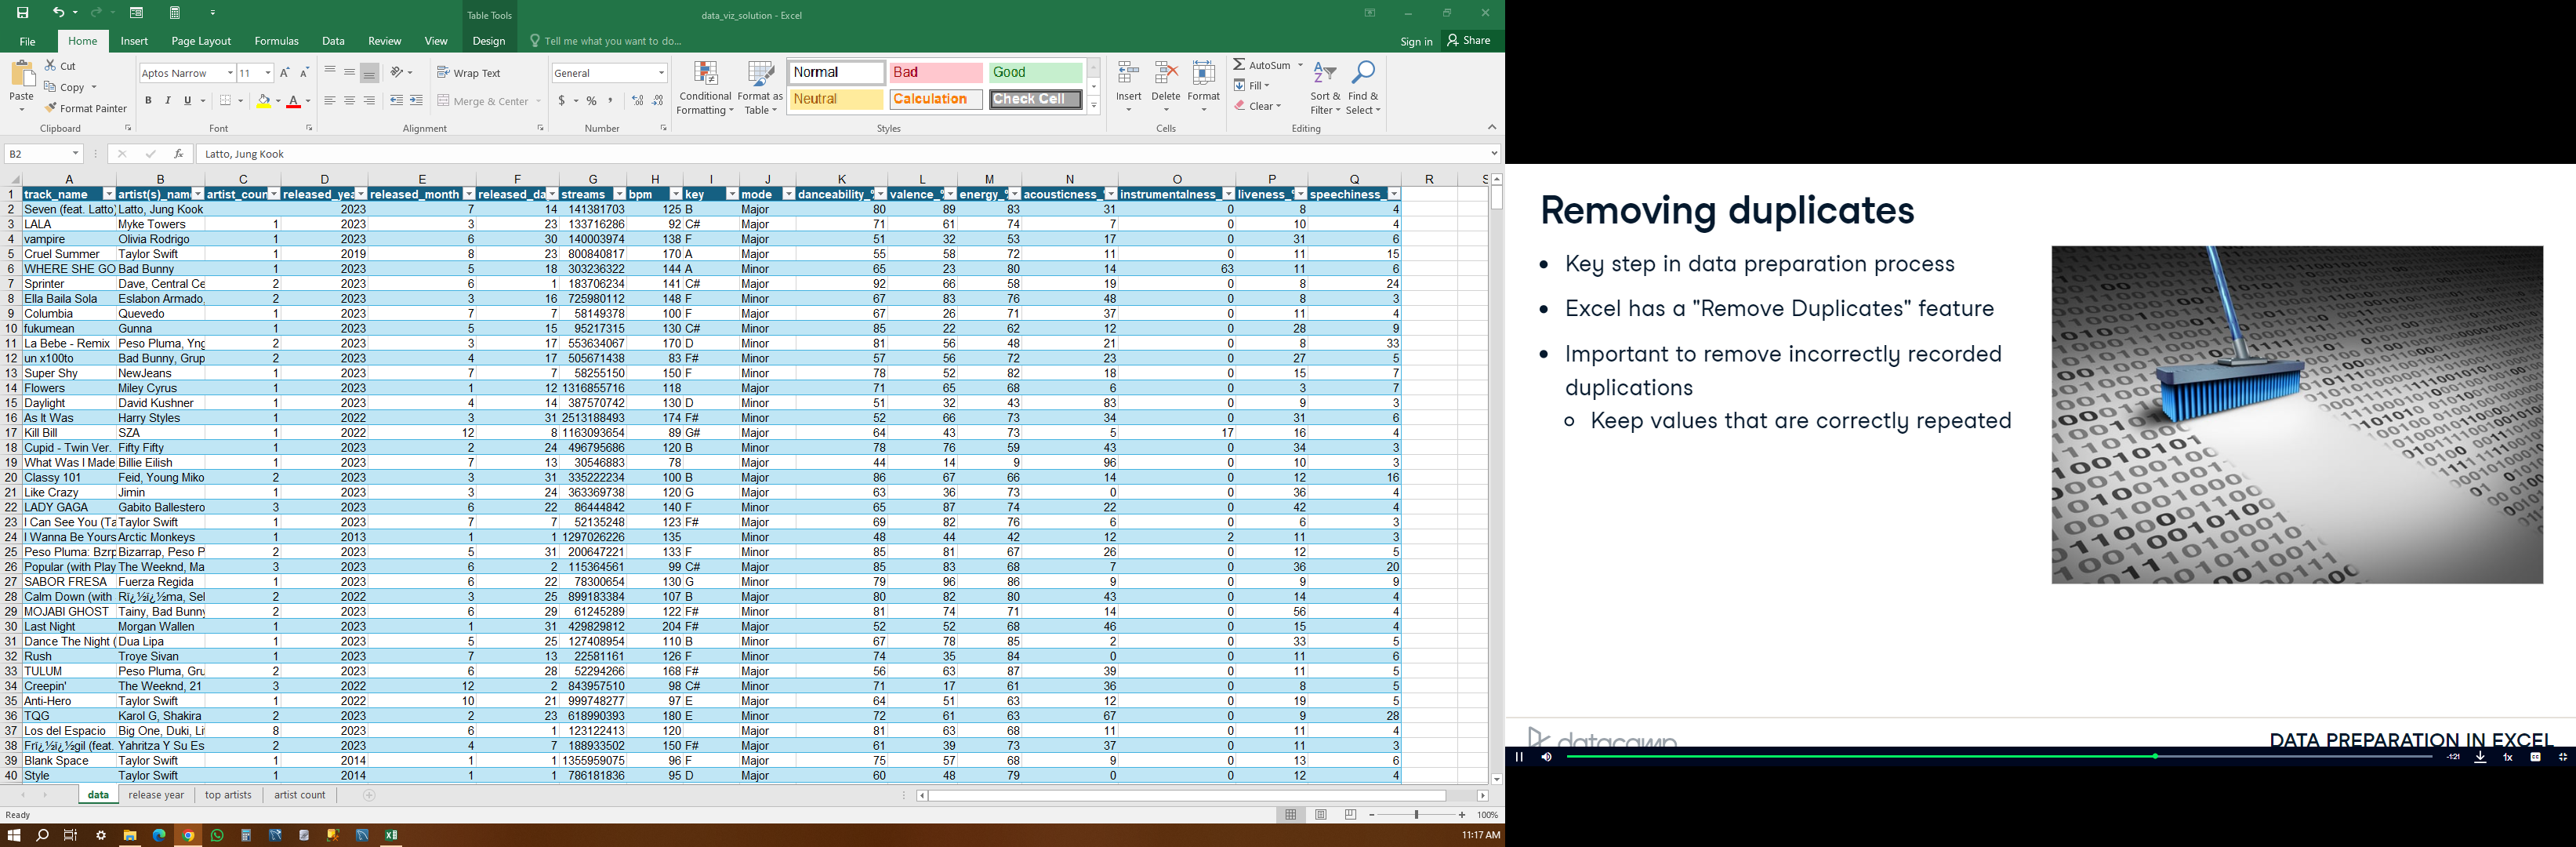 Table Tools
data_viz_solution - Excel
File Home Insert Page Layout Formulas Data Review View Design Tell me what you want to do... Sign in Share
Paste Cut Copy Format Painter
Clipboard
Aptos Narrow 11
B I U A
Font
Wrap Text
Merge & Center
Alignment
General
$ % ,
Number
Conditional Formatting
Format as Table
Normal Bad Good
Neutral Calculation Check Cell
Styles
Insert Delete Format
Cells
AutoSum
Fill
Clear
Sort & Filter
Find & Select
Editing
B2 fx Latto, Jung Kook
A B C D E F G H I J K L M N O P Q R S
1 track_name artist(s)_name artist_coun released_yea released_month released_da streams bpm key mode danceability_% valence_% energy_% acousticness_ instrumentalness_ liveness_% speechiness_
2 Seven (feat. Latto) Latto, Jung Kook 2023 7 14 141381703 125 B Major 80 89 83 31 0 8 4
3 LALA Myke Towers 1 2023 3 23 133716286 92 C# Major 71 61 74 7 0 10 4
4 vampire Olivia Rodrigo 1 2023 6 30 140003974 138 F Major 51 32 53 17 0 31 6
5 Cruel Summer Taylor Swift 1 2019 8 23 800840817 170 A Major 55 58 72 11 0 11 15
6 WHERE SHE GO Bad Bunny 1 2023 5 18 303236322 144 A Minor 65 23 80 14 63 11 6
7 Sprinter Dave, Central Ce 2 2023 6 1 183706234 141 C# Major 92 66 58 19 0 8 24
8 Ella Baila Sola Eslabon Armado, 2 2023 3 16 725980112 148 F Minor 67 83 76 48 0 8 3
9 Columbia Quevedo 1 2023 7 7 58149378 100 F Major 67 26 71 37 0 11 4
10 fukumean Gunna 1 2023 5 15 95217315 130 C# Minor 85 22 62 12 0 28 9
11 La Bebe - Remix Peso Pluma, Yng 2 2023 3 17 553634067 170 D Minor 81 56 48 21 0 8 33
12 un x100to Bad Bunny, Grup 2 2023 4 17 505671438 83 F# Minor 57 56 72 23 0 27 5
13 Super Shy NewJeans 1 2023 7 7 58255150 150 F Minor 78 52 82 18 0 15 7
14 Flowers Miley Cyrus 1 2023 1 12 1316855716 118 Major 71 65 68 6 0 3 7
15 Daylight David Kushner 1 2023 4 14 387570742 130 D Minor 51 32 43 83 0 9 3
16 As It Was Harry Styles 1 2022 3 31 2513188493 174 F# Minor 52 66 73 34 0 31 6
17 Kill Bill SZA 1 2022 12 8 1163093654 89 G# Major 64 43 73 5 17 16 4
18 Cupid - Twin Ver. Fifty Fifty 1 2023 2 24 496795686 120 B Minor 78 76 59 43 0 34 3
19 What Was I Made Billie Eilish 1 2023 7 13 30546883 78 Major 44 14 9 96 0 10 3
20 Classy 101 Feid, Young Miko 2 2023 3 31 335222234 100 B Major 86 67 66 14 0 12 16
21 Like Crazy Jimin 1 2023 3 24 363369738 120 G Major 63 36 73 0 0 36 4
22 LADY GAGA Gabito Ballestero 3 2023 6 22 86444842 140 F Minor 65 87 74 22 0 42 4
23 I Can See You (Ta Taylor Swift 1 2023 7 7 52135248 123 F# Major 69 82 76 6 0 6 3
24 I Wanna Be Yours Arctic Monkeys 1 2013 1 1 1297026226 135 Minor 48 44 42 12 2 11 3
25 Peso Pluma: Bzrp Bizarrap, Peso P 2 2023 5 31 200647221 133 F Minor 85 81 67 26 0 12 5
26 Popular (with Play The Weeknd, Ma 3 2023 6 2 115364561 99 C# Major 85 83 68 7 0 36 20
27 SABOR FRESA Fuerza Regida 1 2023 6 22 78300654 130 G Minor 79 96 86 9 0 9 9
28 Calm Down (with Rï¿½ï¿½ma, Sel 2 2022 3 25 899183384 107 B Major 80 82 80 43 0 14 4
29 MOJABI GHOST Tainy, Bad Bunny 2 2023 6 29 61245289 122 F# Minor 81 74 71 14 0 56 4
30 Last Night Morgan Wallen 1 2023 1 31 429829812 204 F# Major 52 52 68 46 0 15 4
31 Dance The Night ( Dua Lipa 1 2023 5 25 127408954 110 B Minor 67 78 85 2 0 33 5
32 Rush Troye Sivan 1 2023 7 13 22581161 126 F Minor 74 35 84 0 0 11 6
33 TULUM Peso Pluma, Gru 2 2023 6 28 52294266 168 F# Major 56 63 87 39 0 11 5
34 Creepin' The Weeknd, 21 3 2022 12 2 843957510 98 C# Minor 71 17 61 36 0 8 5
35 Anti-Hero Taylor Swift 1 2022 10 21 999748277 97 E Major 64 51 63 12 0 19 5
36 TQG Karol G, Shakira 2 2023 2 23 618990393 180 E Minor 72 61 63 67 0 9 28
37 Los del Espacio Big One, Duki, Li 8 2023 6 1 123122413 120 Major 81 63 68 11 0 11 4
38 Frï¿½ï¿½gil (feat. Yahritza Y Su Es 2 2023 4 7 188933502 150 F# Major 61 39 73 37 0 11 3
39 Blank Space Taylor Swift 1 2014 1 1 1355959075 96 F Major 75 57 68 9 0 13 6
40 Style Taylor Swift 1 2014 1 1 786181836 95 D Major 60 48 79 0 0 12 4
data release year top artists artist count
Ready 100%
11:17 AM
Removing duplicates
• Key step in data preparation process
• Excel has a "Remove Duplicates" feature
• Important to remove incorrectly recorded
duplications
○ Keep values that are correctly repeated
datacamp DATA PREPARATION IN EXCEL
-1:21 1x CC